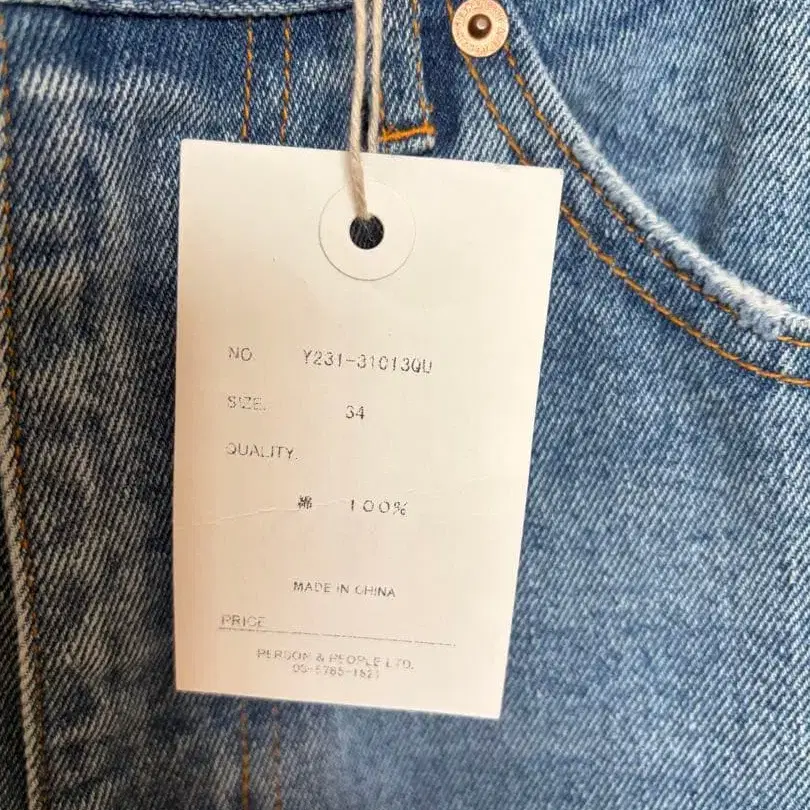 NO. Y231-31013QU
SIZE. 34
QUALITY.
綿 100%
MADE IN CHINA
PRICE
PERSON & PEOPLE LTD.